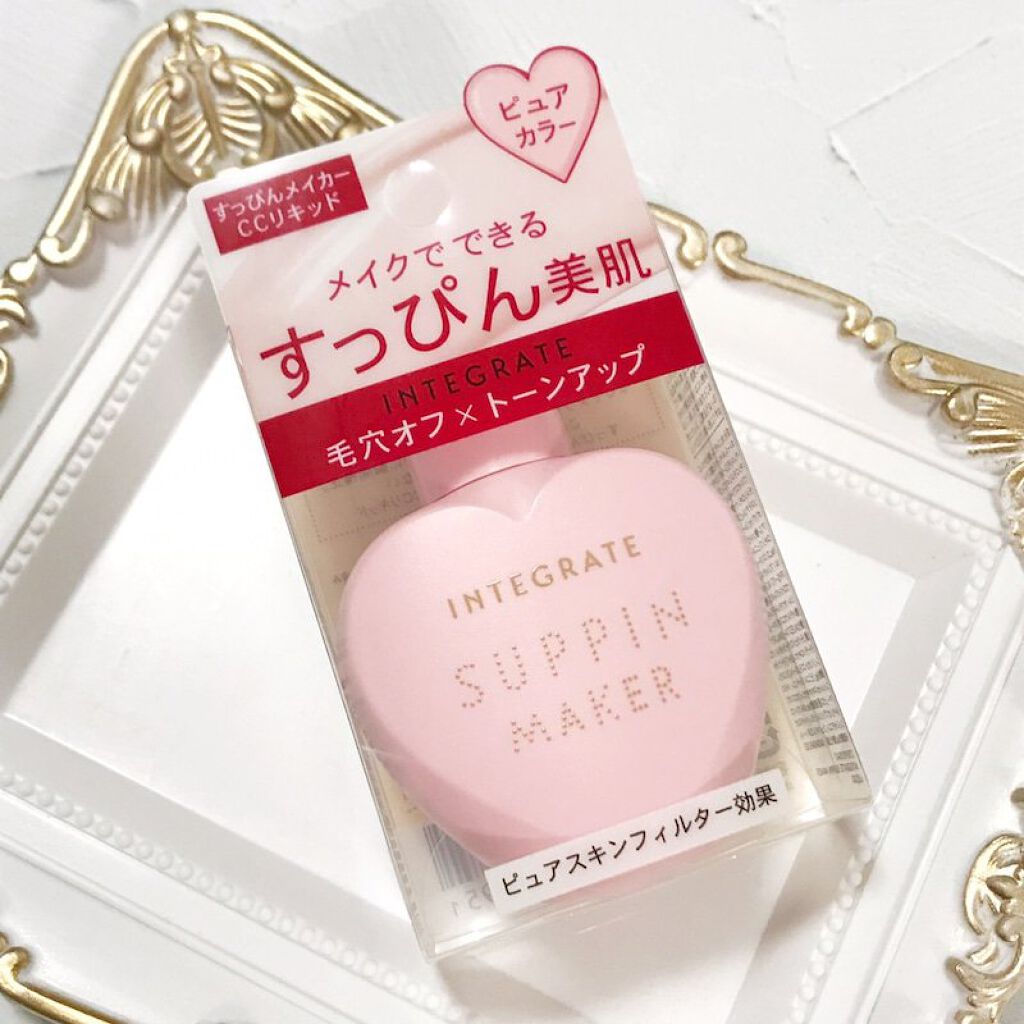 ピュア
カラー
すっぴんメイカー
CCリキッド
メイクでできる
すっぴん美肌
INTEGRATE
毛穴オフ×トーンアップ
INTEGRATE
SUPPIN
MAKER
ピュアスキンフィルター効果